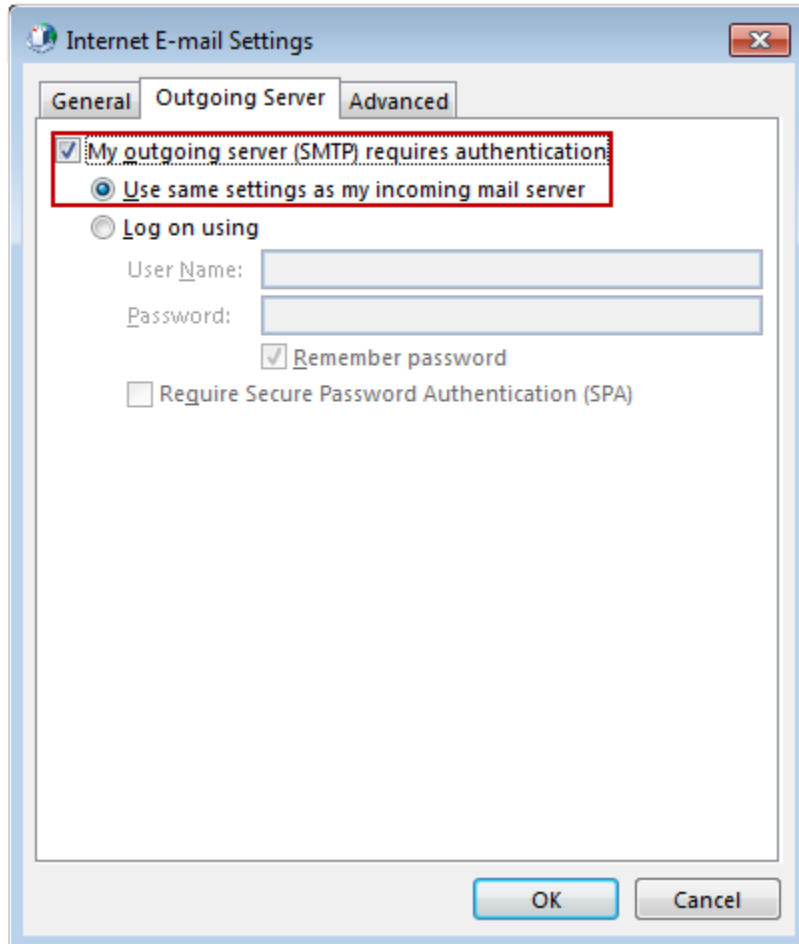 Internet E-mail Settings
General Outgoing Server Advanced
My outgoing server (SMTP) requires authentication
Use same settings as my incoming mail server
Log on using
User Name:
Password:
Remember password
Require Secure Password Authentication (SPA)
OK Cancel